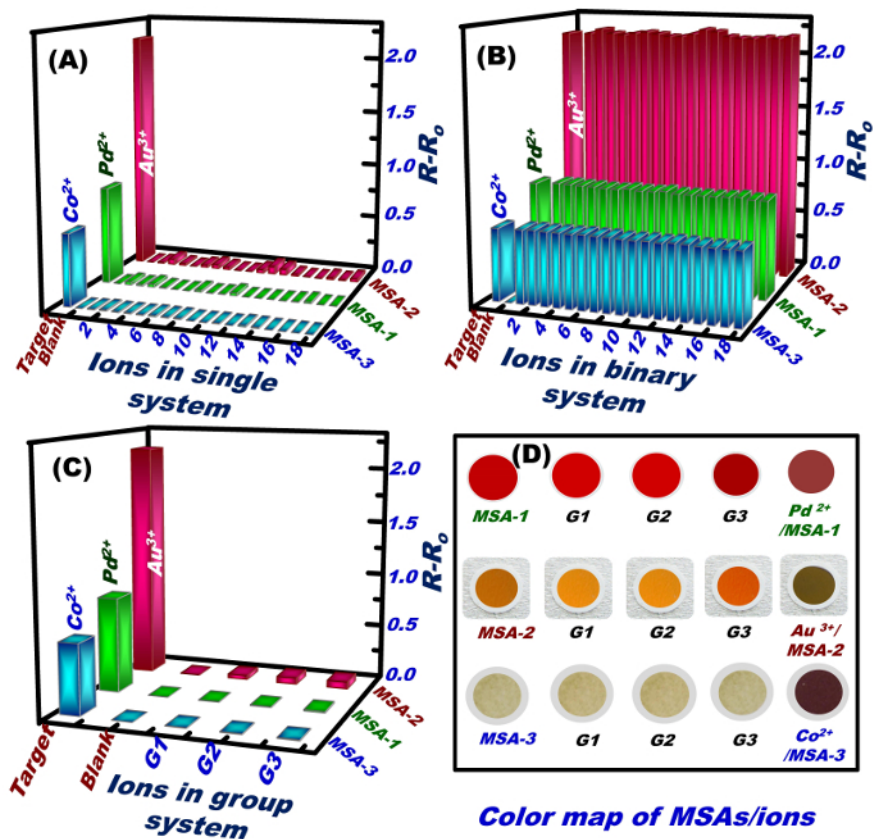 (A)
2.0
1.5
1.0
0.5
0.0
R-Ro
Co2+
Pd2+
Au3+
MSA-2
MSA-1
MSA-3
Target
Blank
2
4
6
8
10
12
14
16
18
Ions in single
system
(B)
2.0
1.5
1.0
0.5
0.0
R-Ro
Co2+
Pd2+
Au3+
MSA-2
MSA-1
MSA-3
Target
Blank
2
4
6
8
10
12
14
16
18
Ions in binary
system
(C)
2.0
1.5
1.0
0.5
0.0
R-Ro
Co2+
Pd2+
Au3+
MSA-2
MSA-1
MSA-3
Target
Blank
G1
G2
G3
Ions in group
system
(D)
MSA-1 G1 G2 G3 Pd 2+
/MSA-1
MSA-2 G1 G2 G3 Au 3+/
MSA-2
MSA-3 G1 G2 G3 Co2+
/MSA-3
Color map of MSAs/ions